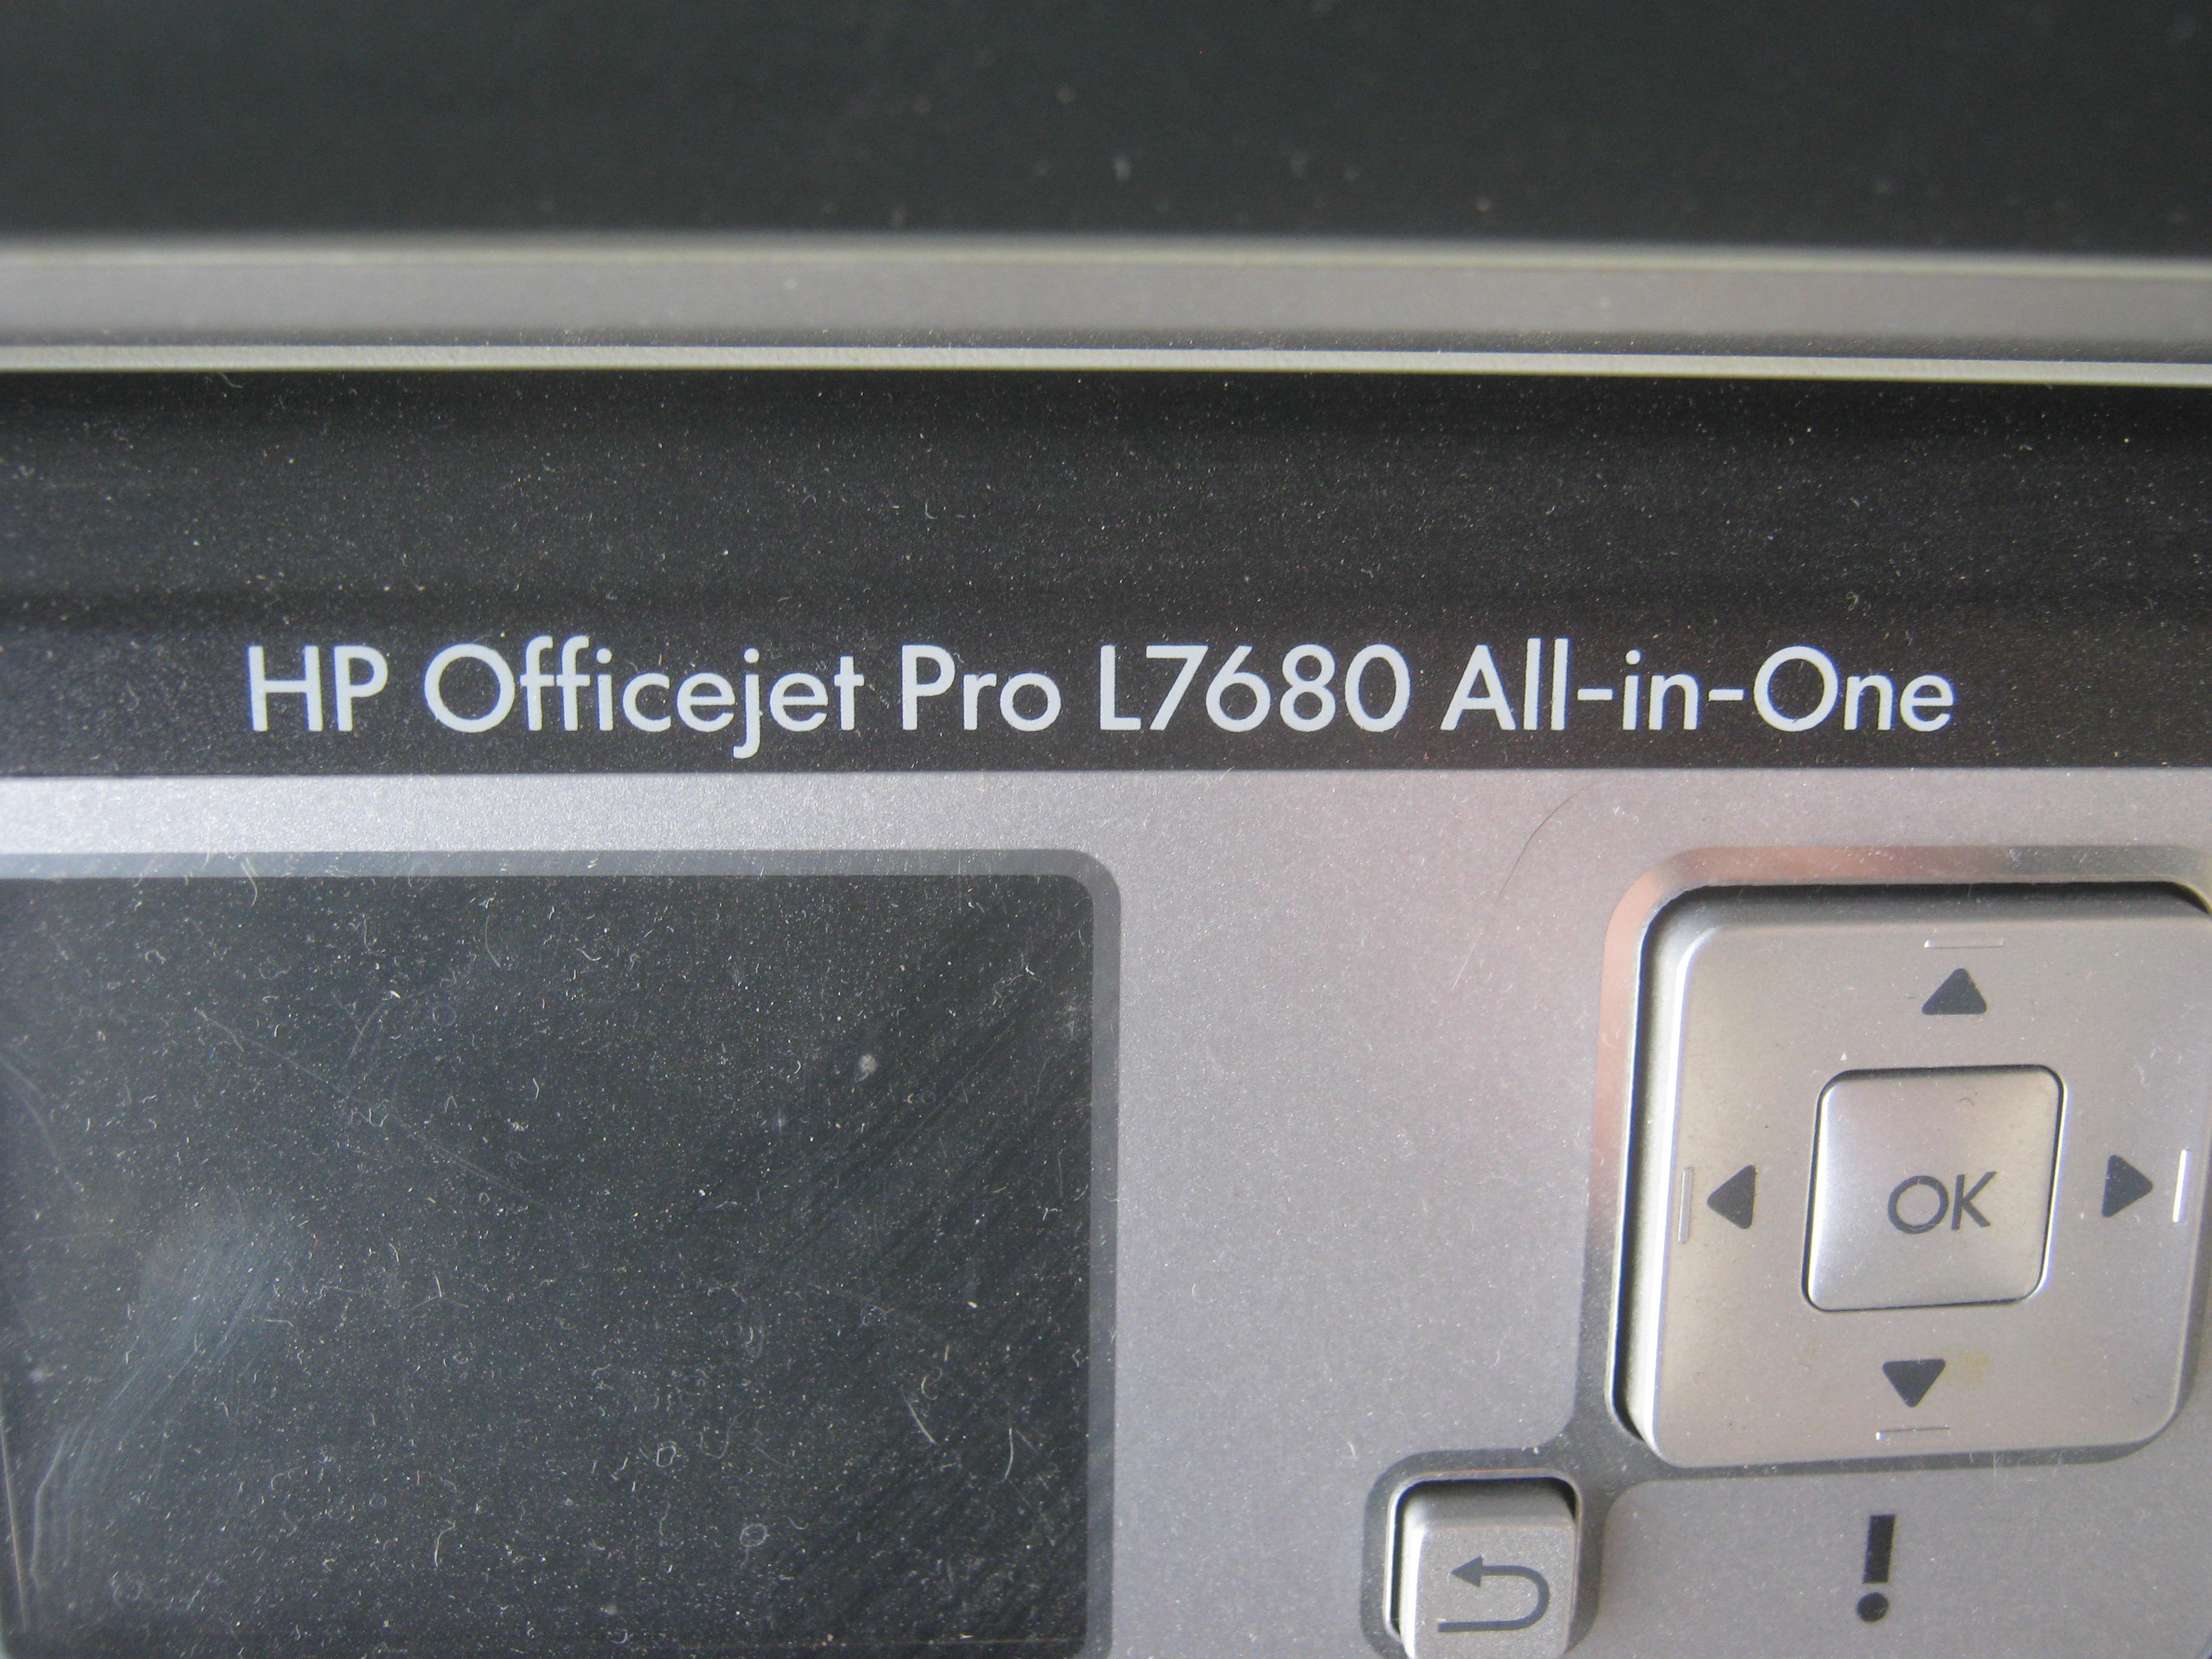 HP Officejet Pro L7680 All-in-One
OK
!